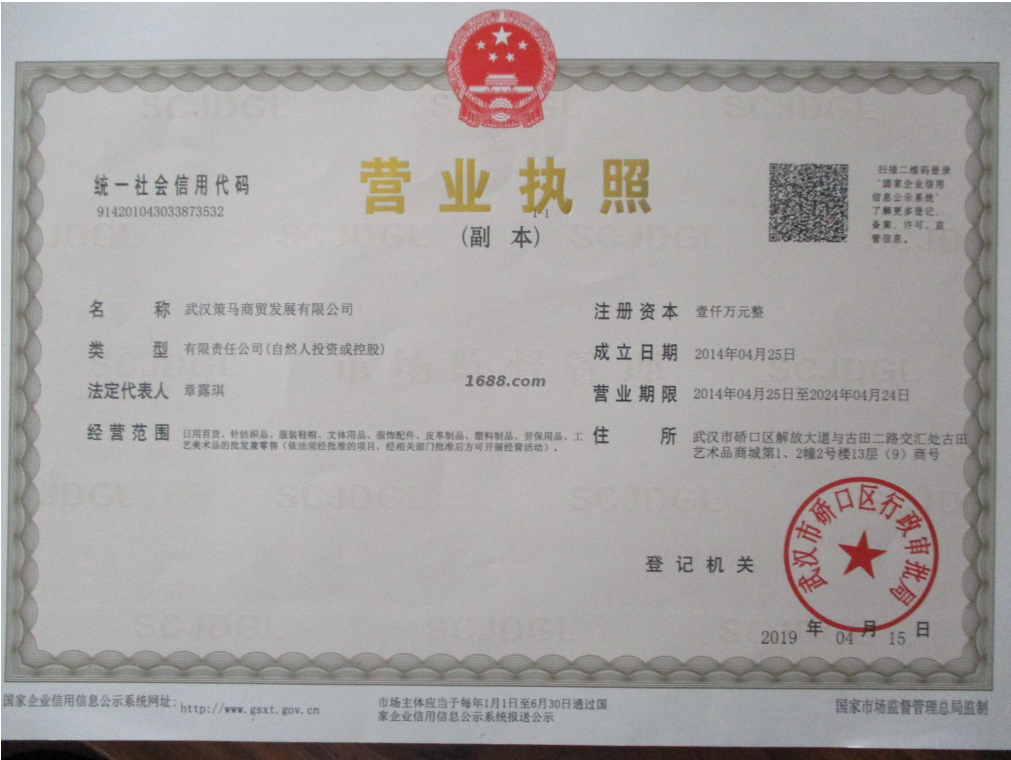 营业执照
1-1
(副 本)
统一社会信用代码
914201043033873532
扫描二维码登录
“国家企业信用
信息公示系统”
了解更多登记、
备案、许可、监
管信息。
名 称 武汉策马商贸发展有限公司
类 型 有限责任公司(自然人投资或控股)
法定代表人 章露琪
经营范围 日用百货、针纺织品、服装鞋帽、文体用品、服饰配件、皮革制品、塑料制品、劳保用品、工
艺美术品的批发兼零售(依法须经批准的项目,经相关部门批准后方可开展经营活动)。
注册资本 壹仟万元整
成立日期 2014年04月25日
营业期限 2014年04月25日至2024年04月24日
住 所 武汉市硚口区解放大道与古田二路交汇处古田
艺术品商城第1、2幢2号楼13层(9)商号
1688.com
登记机关
武汉市硚口区行政审批局
2019 年 04 月 15 日
国家企业信用信息公示系统网址: http://www.gsxt.gov.cn
市场主体应当于每年1月1日至6月30日通过国
家企业信用信息公示系统报送公示
国家市场监督管理总局监制